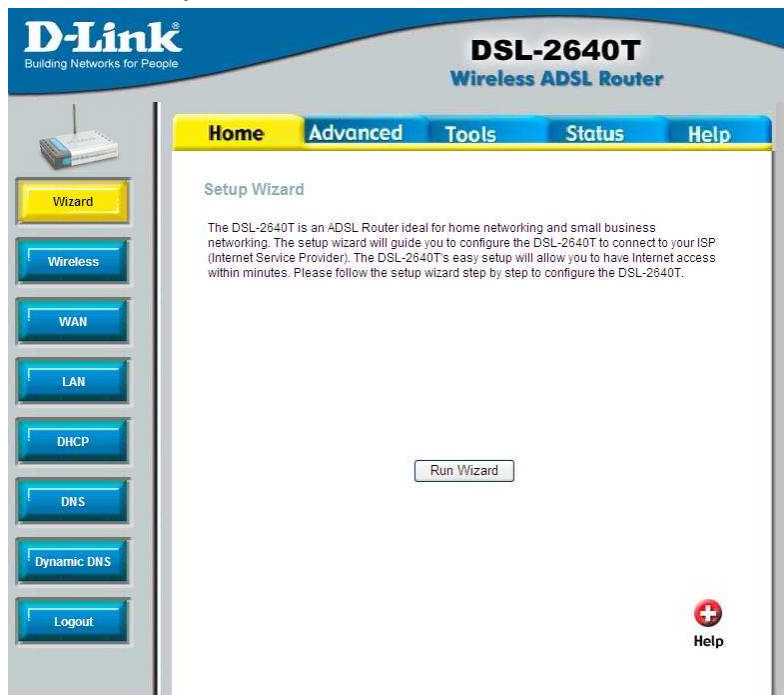 D-Link®
Building Networks for People
DSL-2640T
Wireless ADSL Router
Home Advanced Tools Status Help
Wizard
Wireless
WAN
LAN
DHCP
DNS
Dynamic DNS
Logout
Setup Wizard
The DSL-2640T is an ADSL Router ideal for home networking and small business
networking. The setup wizard will guide you to configure the DSL-2640T to connect to your ISP
(Internet Service Provider). The DSL-2640T's easy setup will allow you to have Internet access
within minutes. Please follow the setup wizard step by step to configure the DSL-2640T.
Run Wizard
Help